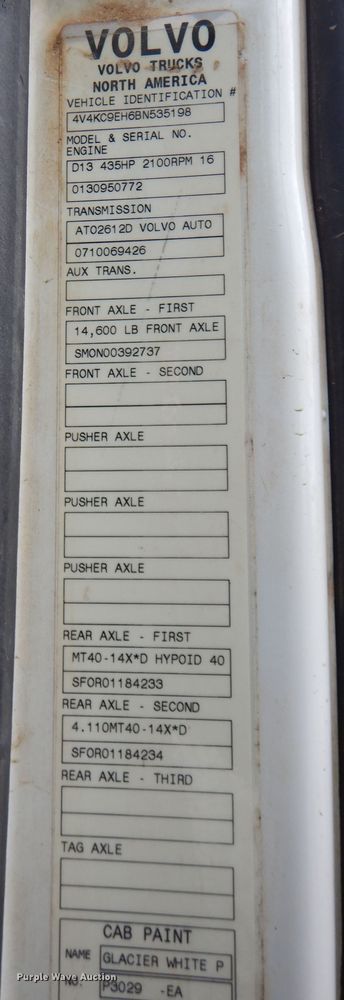 VOLVO
VOLVO TRUCKS
NORTH AMERICA
VEHICLE IDENTIFICATION #
4V4KC9EH6BN535198
MODEL & SERIAL NO.
ENGINE
D13 435HP 2100RPM 16
0130950772
TRANSMISSION
ATO2612D VOLVO AUTO
0710069426
AUX TRANS.
FRONT AXLE - FIRST
14,600 LB FRONT AXLE
SMON00392737
FRONT AXLE - SECOND
PUSHER AXLE
PUSHER AXLE
PUSHER AXLE
REAR AXLE - FIRST
MT40-14X*D HYPOID 40
SFOR01184233
REAR AXLE - SECOND
4.110MT40-14X*D
SFOR01184234
REAR AXLE - THIRD
TAG AXLE
CAB PAINT
NAME GLACIER WHITE P
NO. P3029 -EA
Purple Wave Auction